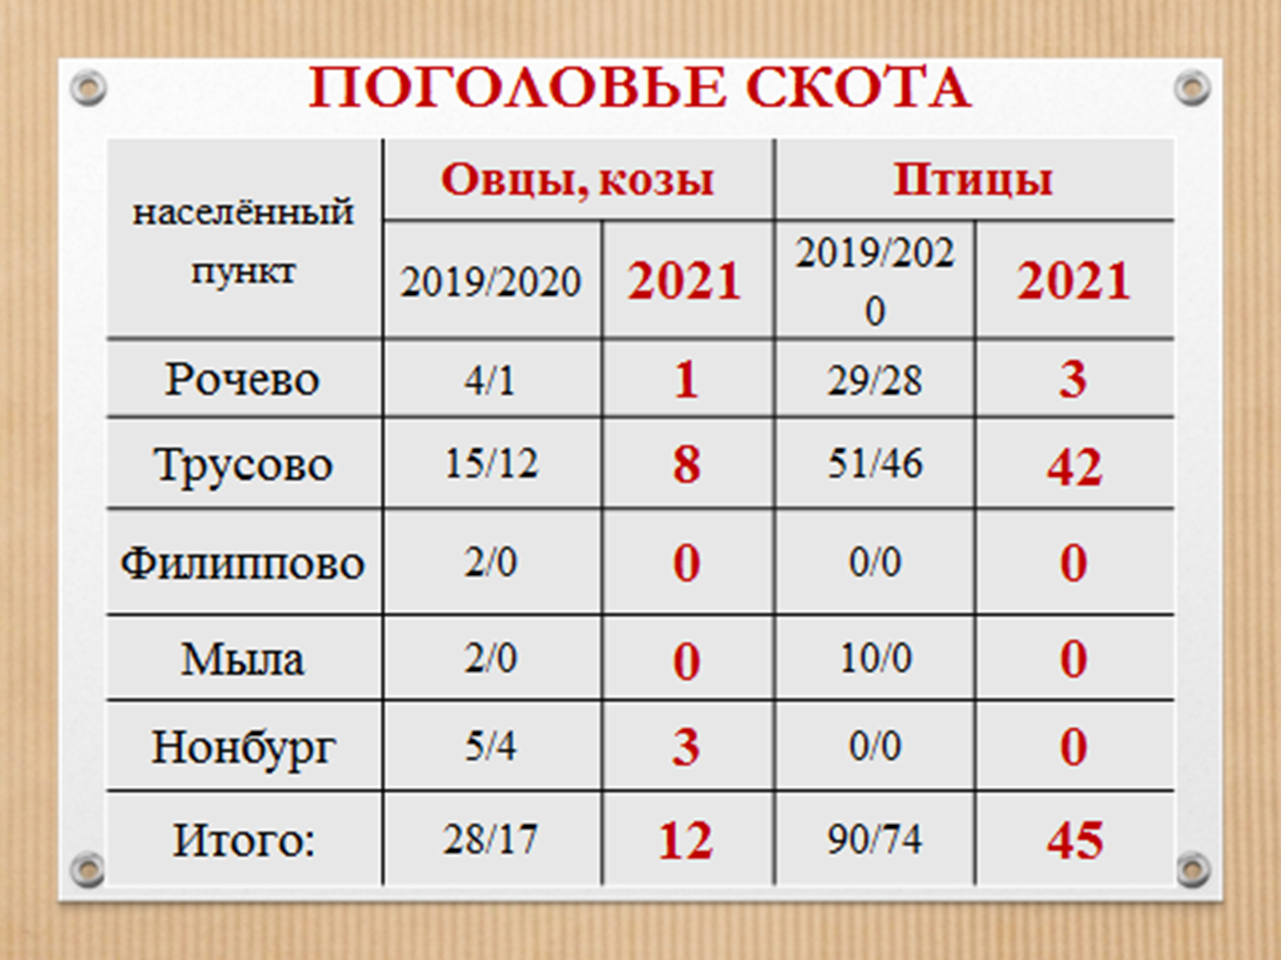 ПОГОЛОВЬЕ СКОТА
населённый пункт Овцы, козы Птицы
2019/2020 2021 2019/202
0 2021
Рочево 4/1 1 29/28 3
Трусово 15/12 8 51/46 42
Филиппово 2/0 0 0/0 0
Мыла 2/0 0 10/0 0
Нонбург 5/4 3 0/0 0
Итого: 28/17 12 90/74 45